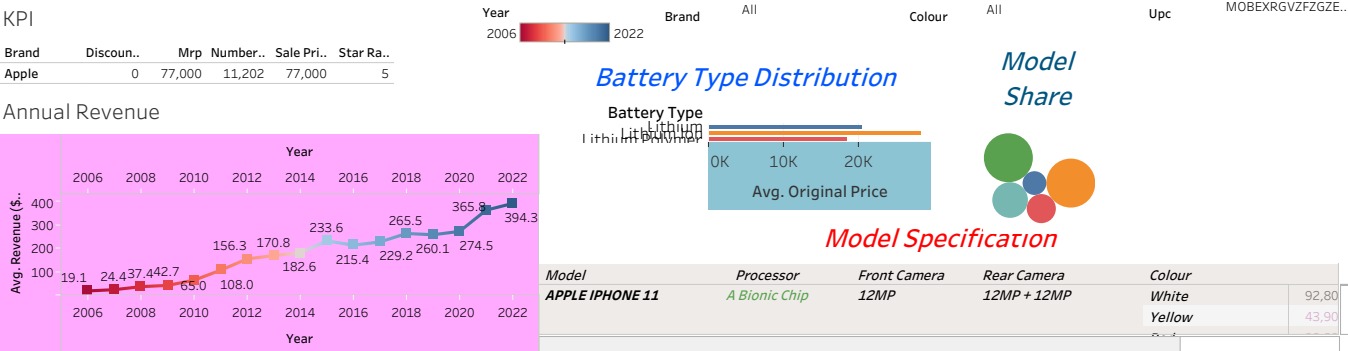 KPI
Year
2006
2022
Brand
All
Colour
All
Upc
MOBEXRGVZFZGZE..
Brand Discoun.. Mrp Number.. Sale Pri.. Star Ra..
Apple 0 77,000 11,202 77,000 5
Annual Revenue
Year
2006 2008 2010 2012 2014 2016 2018 2020 2022
Avg. Revenue ($..
400
300
200
100
19.1 24.4 37.4 42.7 65.0 108.0 156.3 170.8 182.6 233.6 215.4 229.2 265.5 260.1 274.5 365.8 394.3
2006 2008 2010 2012 2014 2016 2018 2020 2022
Year
Battery Type Distribution
Battery Type
Lithium
Lithium Ion
Lithium Polymer
0K 10K 20K
Avg. Original Price
Model
Share
Model Specification
Model Processor Front Camera Rear Camera Colour
APPLE IPHONE 11 A Bionic Chip 12MP 12MP + 12MP White 92,80
Yellow 43,90